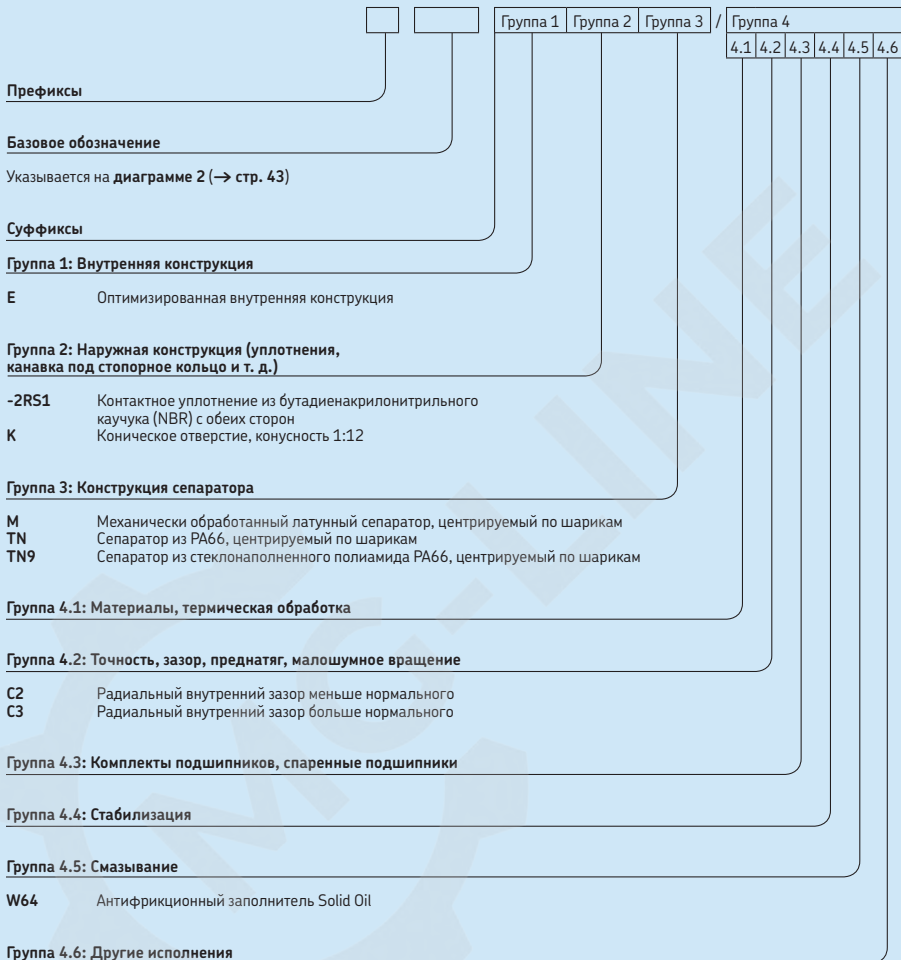 Группа 1 Группа 2 Группа 3 / Группа 4
4.1 4.2 4.3 4.4 4.5 4.6
Префиксы
Базовое обозначение
Указывается на диаграмме 2 (→ стр. 43)
Суффиксы
Группа 1: Внутренняя конструкция
E Оптимизированная внутренняя конструкция
Группа 2: Наружная конструкция (уплотнения,
канавка под стопорное кольцо и т. д.)
-2RS1 Контактное уплотнение из бутадиенакрилонитрильного
каучука (NBR) с обеих сторон
K Коническое отверстие, конусность 1:12
Группа 3: Конструкция сепаратора
M Механически обработанный латунный сепаратор, центрируемый по шарикам
TN Сепаратор из PA66, центрируемый по шарикам
TN9 Сепаратор из стеклонаполненного полиамида PA66, центрируемый по шарикам
Группа 4.1: Материалы, термическая обработка
Группа 4.2: Точность, зазор, преднатяг, малошумное вращение
C2 Радиальный внутренний зазор меньше нормального
C3 Радиальный внутренний зазор больше нормального
Группа 4.3: Комплекты подшипников, спаренные подшипники
Группа 4.4: Стабилизация
Группа 4.5: Смазывание
W64 Антифрикционный заполнитель Solid Oil
Группа 4.6: Другие исполнения
MG-LINE